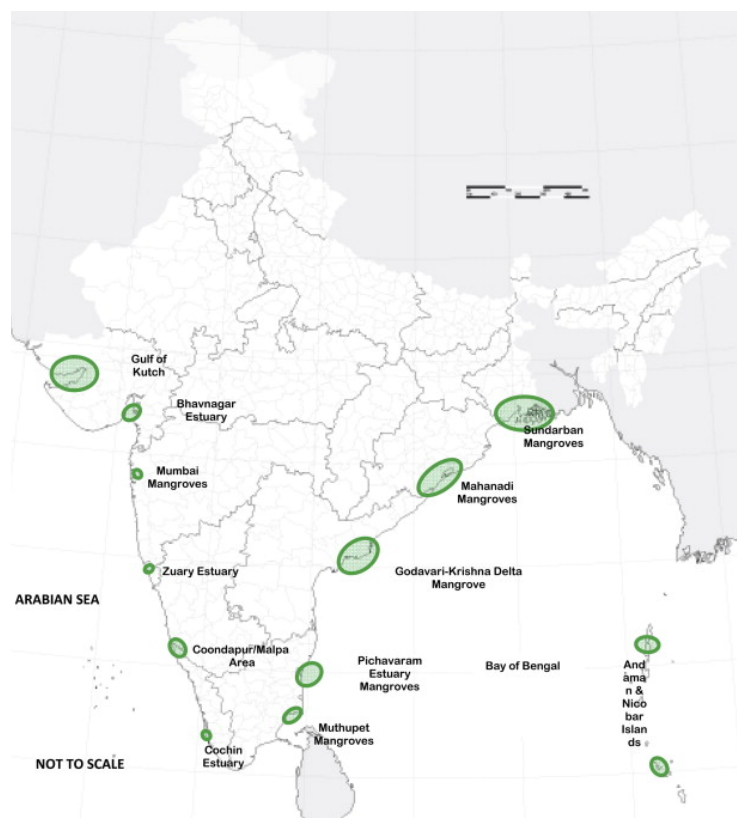 Gulf of
Kutch
Bhavnagar
Estuary
Sundarban
Mangroves
Mumbai
Mangroves
Mahanadi
Mangroves
Zuary Estuary
Godavari-Krishna Delta
Mangrove
ARABIAN SEA
Coondapur/Malpa
Area
Pichavaram
Estuary
Mangroves
Bay of Bengal
And
aman
n &
Nico
bar
Islan
ds
Muthupet
Mangroves
Cochin
Estuary
NOT TO SCALE